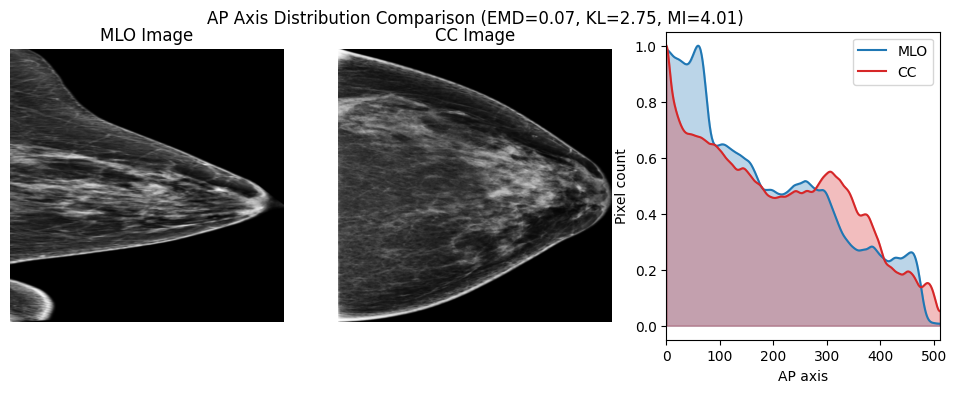 AP Axis Distribution Comparison (EMD=0.07, KL=2.75, MI=4.01)
MLO Image
CC Image
MLO
CC
Pixel count
1.0
0.8
0.6
0.4
0.2
0.0
0 100 200 300 400 500
AP axis